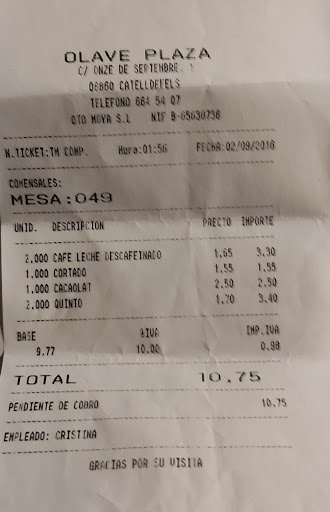 OLAVE PLAZA
C/ ONZE DE SEPTEMBRE, 1
08860 CATELLDEFELS
TELEFONO 664 54 07
OTO MOYA S.L NIF B-65630756
N.TICKET:TM COMP. Hora:01:56 FECHA:02/09/2016
COMENSALES:
MESA:049
UNID. DESCRIPCION PRECIO IMPORTE
2.000 CAFE LECHE DESCAFEINADO 1.65 3.30
1.000 CORTADO 1.55 1.55
1.000 CACAOLAT 2.50 2.50
2.000 QUINTO 1.70 3.40
BASE %IVA IMP.IVA
9.77 10.00 0.98
TOTAL 10.75
PENDIENTE DE COBRO 10.75
EMPLEADO: CRISTINA
GRACIAS POR SU VISITA